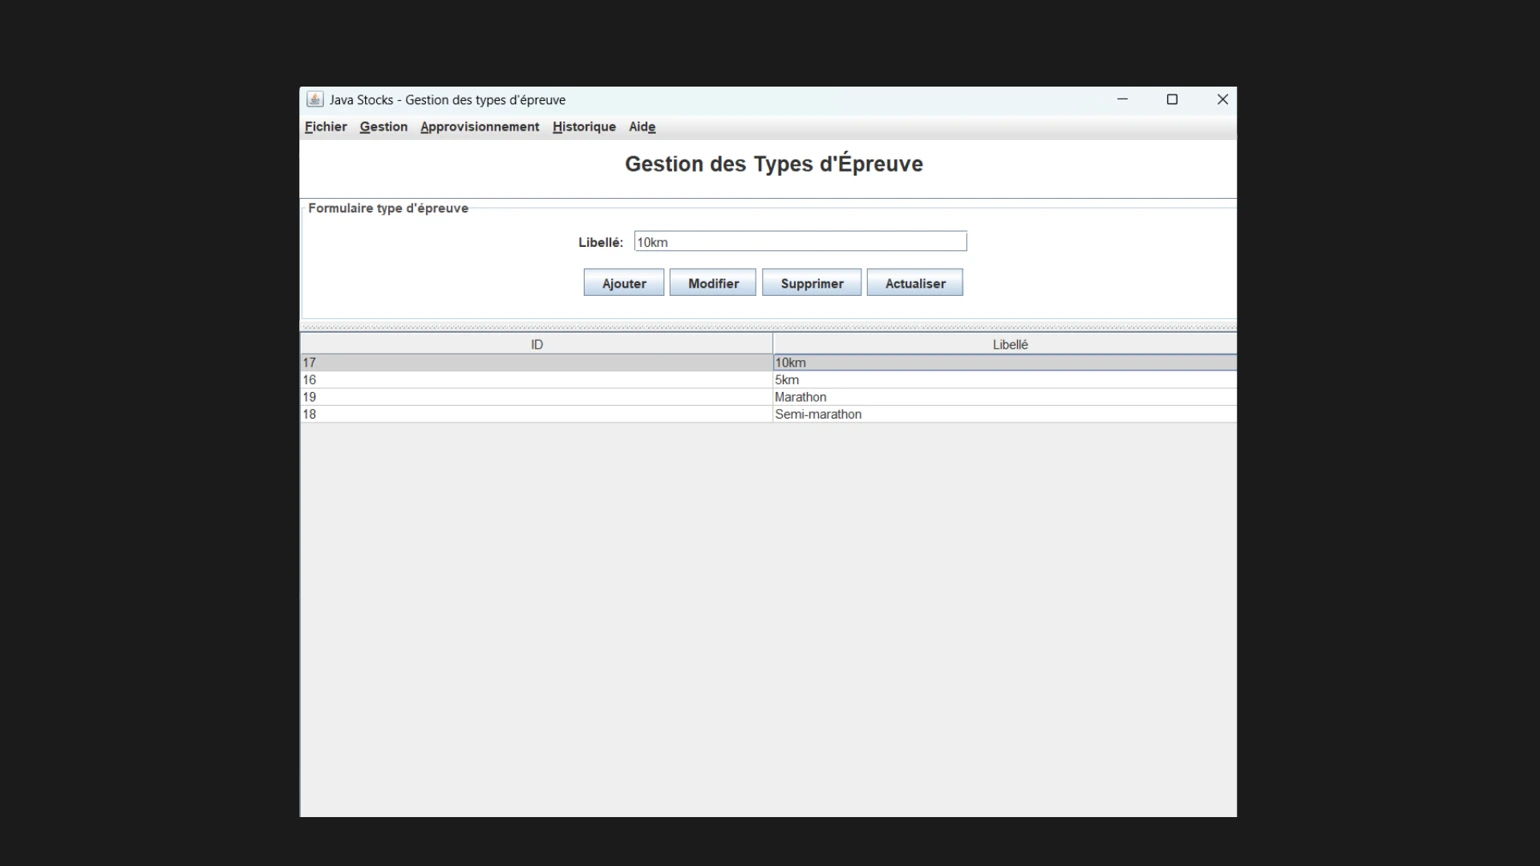 Java Stocks - Gestion des types d'épreuve
Fichier Gestion Approvisionnement Historique Aide
Gestion des Types d'Épreuve
Formulaire type d'épreuve
Libellé: 10km
Ajouter Modifier Supprimer Actualiser
ID Libellé
17 10km
16 5km
19 Marathon
18 Semi-marathon